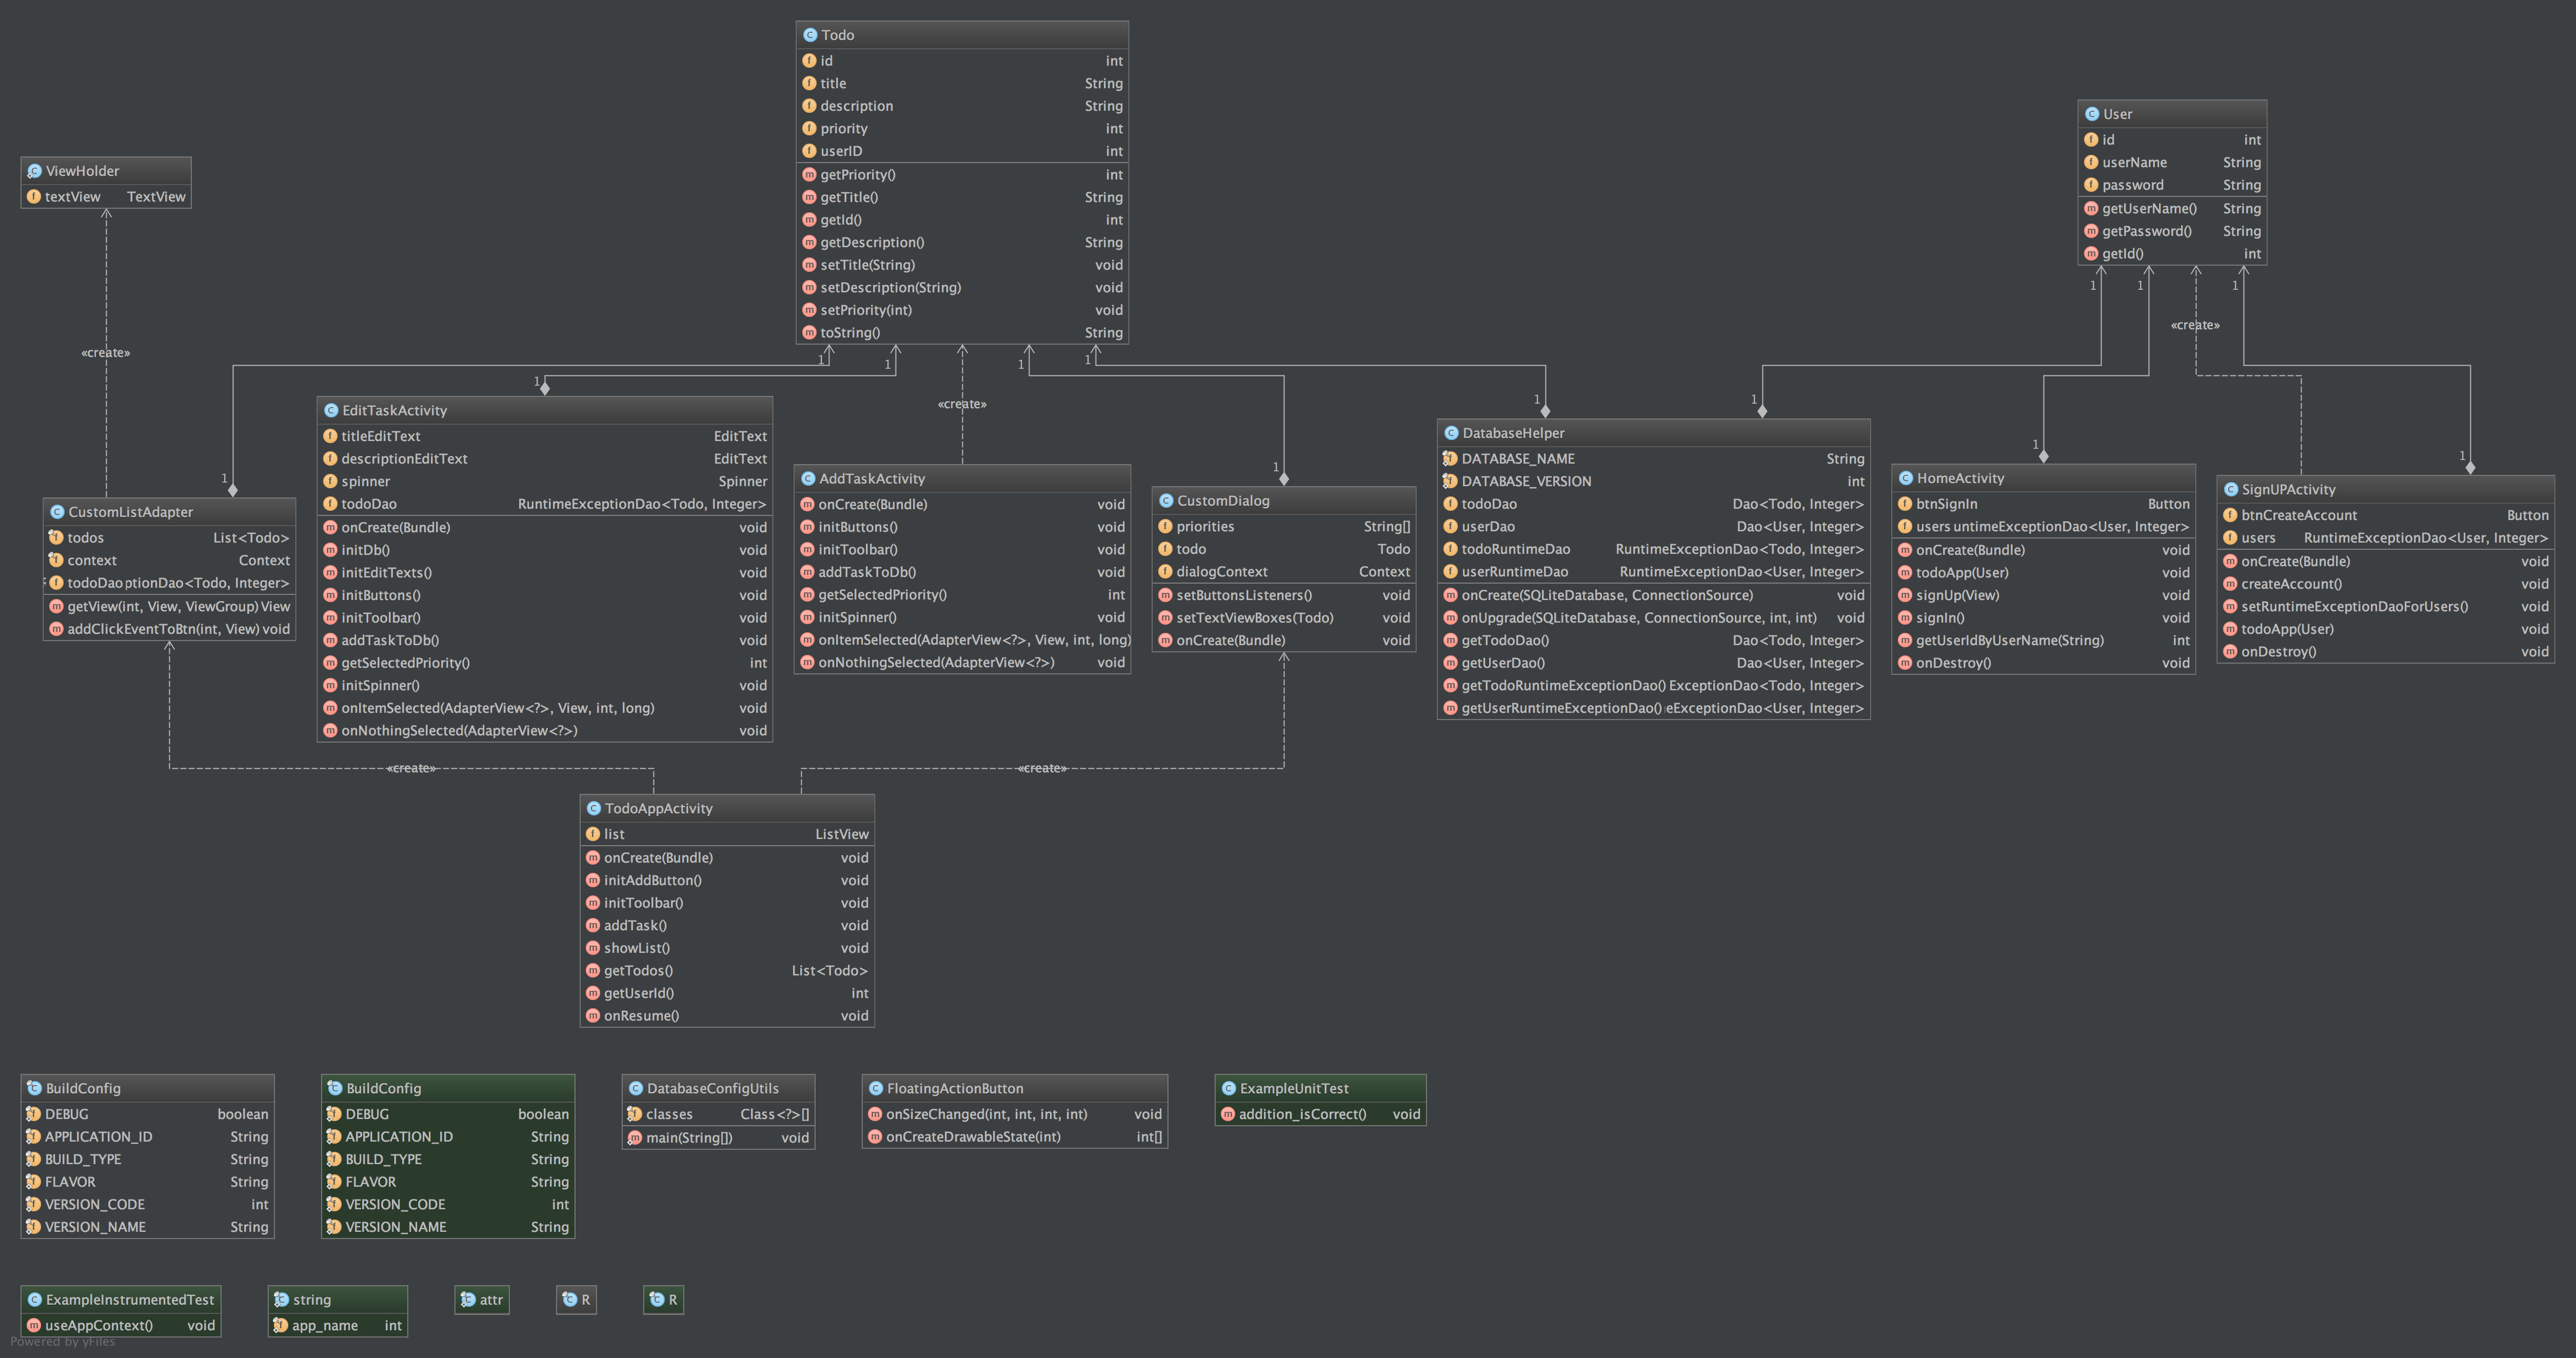 Todo
id int
title String
description String
priority int
userID int
getPriority() int
getTitle() String
getId() int
getDescription() String
setTitle(String) void
setDescription(String) void
setPriority(int) void
toString() String
User
id int
userName String
password String
getUserName() String
getPassword() String
getId() int
ViewHolder
textView TextView
1
1
1
1
«create»
«create»
1
1
1
1
1
1
1
«create»
1
1
1
1
1
CustomListAdapter
todos List<Todo>
context Context
todoDao ptionDao<Todo, Integer>
getView(int, View, ViewGroup) View
addClickEventToBtn(int, View) void
EditTaskActivity
titleEditText EditText
descriptionEditText EditText
spinner Spinner
todoDao RuntimeExceptionDao<Todo, Integer>
onCreate(Bundle) void
initDb() void
initEditTexts() void
initButtons() void
initToolbar() void
addTaskToDb() void
getSelectedPriority() int
initSpinner() void
onItemSelected(AdapterView<?>, View, int, long) void
onNothingSelected(AdapterView<?>) void
AddTaskActivity
onCreate(Bundle) void
initButtons() void
initToolbar() void
addTaskToDb() void
getSelectedPriority() int
initSpinner() void
onItemSelected(AdapterView<?>, View, int, long)
onNothingSelected(AdapterView<?>) void
CustomDialog
priorities String[]
todo Todo
dialogContext Context
setButtonsListeners() void
setTextViewBoxes(Todo) void
onCreate(Bundle) void
DatabaseHelper
DATABASE_NAME String
DATABASE_VERSION int
todoDao Dao<Todo, Integer>
userDao Dao<User, Integer>
todoRuntimeDao RuntimeExceptionDao<Todo, Integer>
userRuntimeDao RuntimeExceptionDao<User, Integer>
onCreate(SQLiteDatabase, ConnectionSource) void
onUpgrade(SQLiteDatabase, ConnectionSource, int, int) void
getTodoDao() Dao<Todo, Integer>
getUserDao() Dao<User, Integer>
getTodoRuntimeExceptionDao() ExceptionDao<Todo, Integer>
getUserRuntimeExceptionDao() eExceptionDao<User, Integer>
HomeActivity
btnSignIn Button
users untimeExceptionDao<User, Integer>
onCreate(Bundle) void
todoApp(User) void
signUp(View) void
signIn() void
getUserIdByUserName(String) int
onDestroy() void
SignUPActivity
btnCreateAccount Button
users RuntimeExceptionDao<User, Integer>
onCreate(Bundle) void
createAccount() void
setRuntimeExceptionDaoForUsers() void
todoApp(User) void
onDestroy() void
«create»
«create»
TodoAppActivity
list ListView
onCreate(Bundle) void
initAddButton() void
initToolbar() void
addTask() void
showList() void
getTodos() List<Todo>
getUserId() int
onResume() void
BuildConfig
DEBUG boolean
APPLICATION_ID String
BUILD_TYPE String
FLAVOR String
VERSION_CODE int
VERSION_NAME String
BuildConfig
DEBUG boolean
APPLICATION_ID String
BUILD_TYPE String
FLAVOR String
VERSION_CODE int
VERSION_NAME String
DatabaseConfigUtils
classes Class<?>[]
main(String[]) void
FloatingActionButton
onSizeChanged(int, int, int, int) void
onCreateDrawableState(int) int[]
ExampleUnitTest
addition_isCorrect() void
ExampleInstrumentedTest
useAppContext() void
string
app_name int
attr
R
R
Powered by yFiles